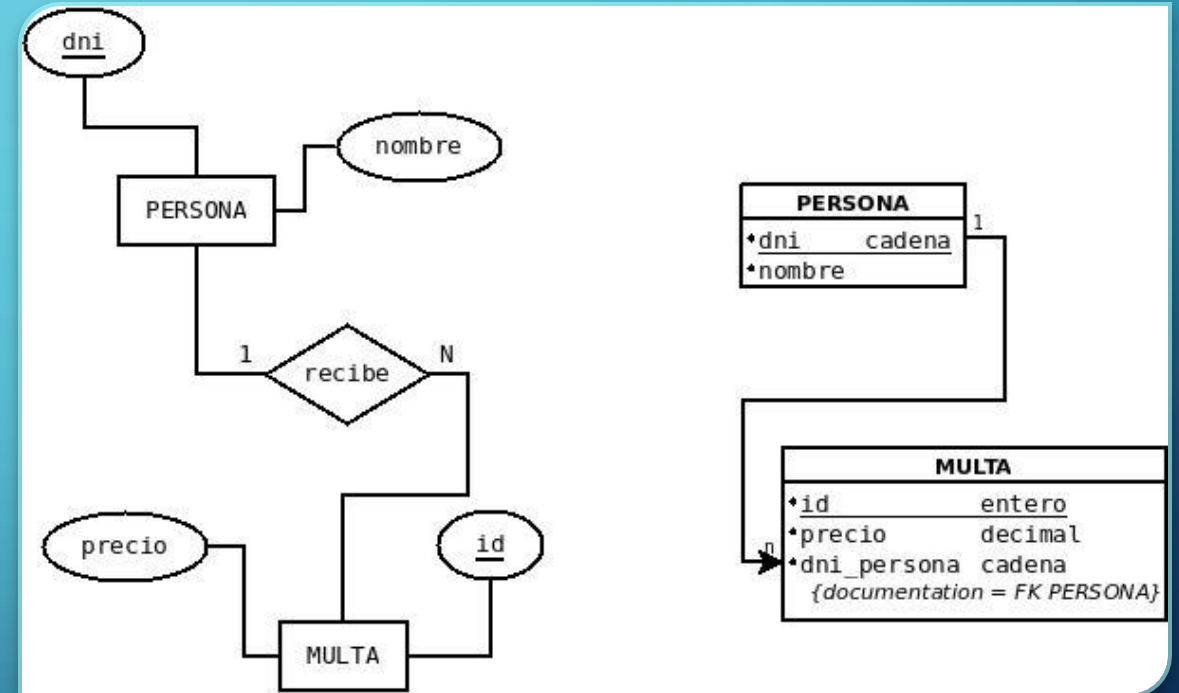 dni
nombre
PERSONA
1
recibe
N
precio
id
MULTA
PERSONA
dni cadena
nombre
1
MULTA
id entero
precio decimal
n
dni_persona cadena
{documentation = FK PERSONA}